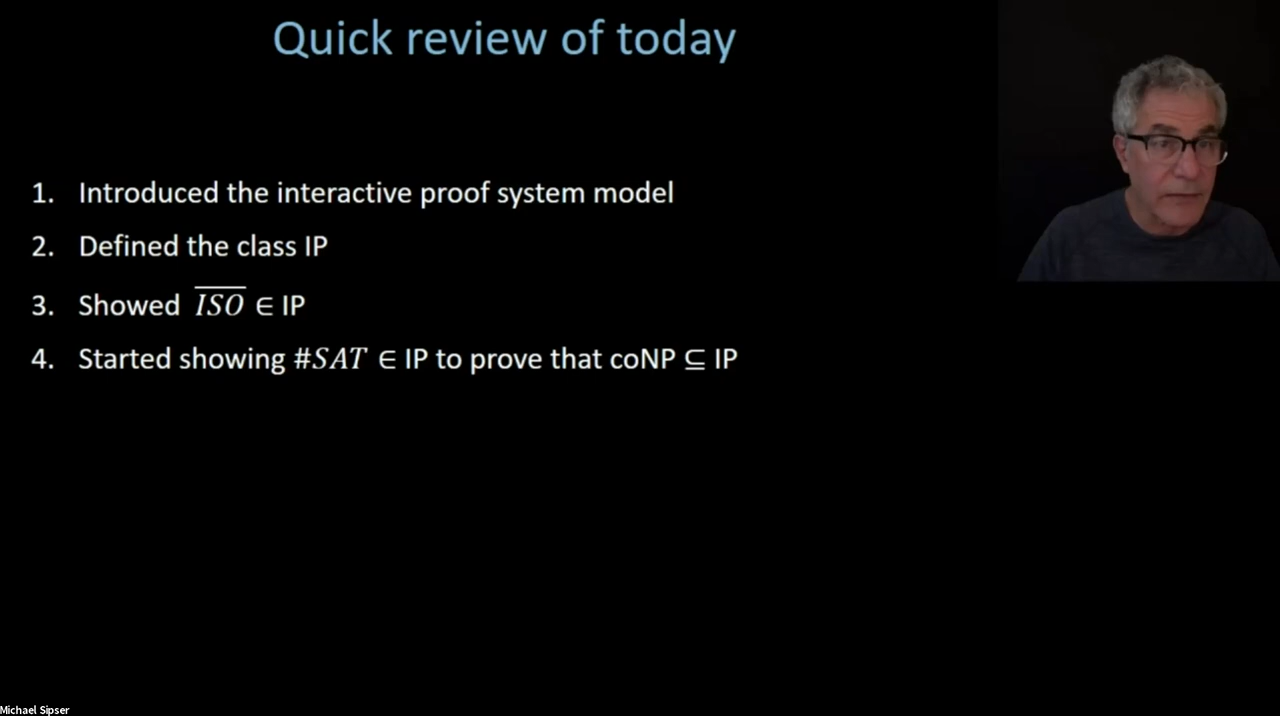 Quick review of today
1. Introduced the interactive proof system model
2. Defined the class IP
3. Showed $\overline{ISO}$ ∈ IP
4. Started showing #SAT ∈ IP to prove that coNP ⊆ IP
Michael Sipser